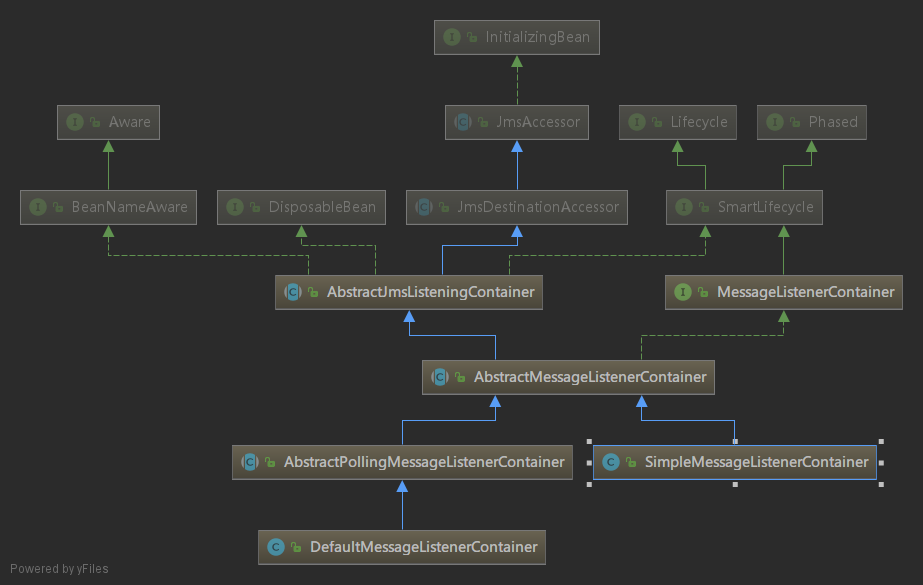 InitializingBean
Aware
JmsAccessor
Lifecycle
Phased
BeanNameAware
DisposableBean
JmsDestinationAccessor
SmartLifecycle
AbstractJmsListeningContainer
MessageListenerContainer
AbstractMessageListenerContainer
AbstractPollingMessageListenerContainer
SimpleMessageListenerContainer
DefaultMessageListenerContainer
Powered by yFiles